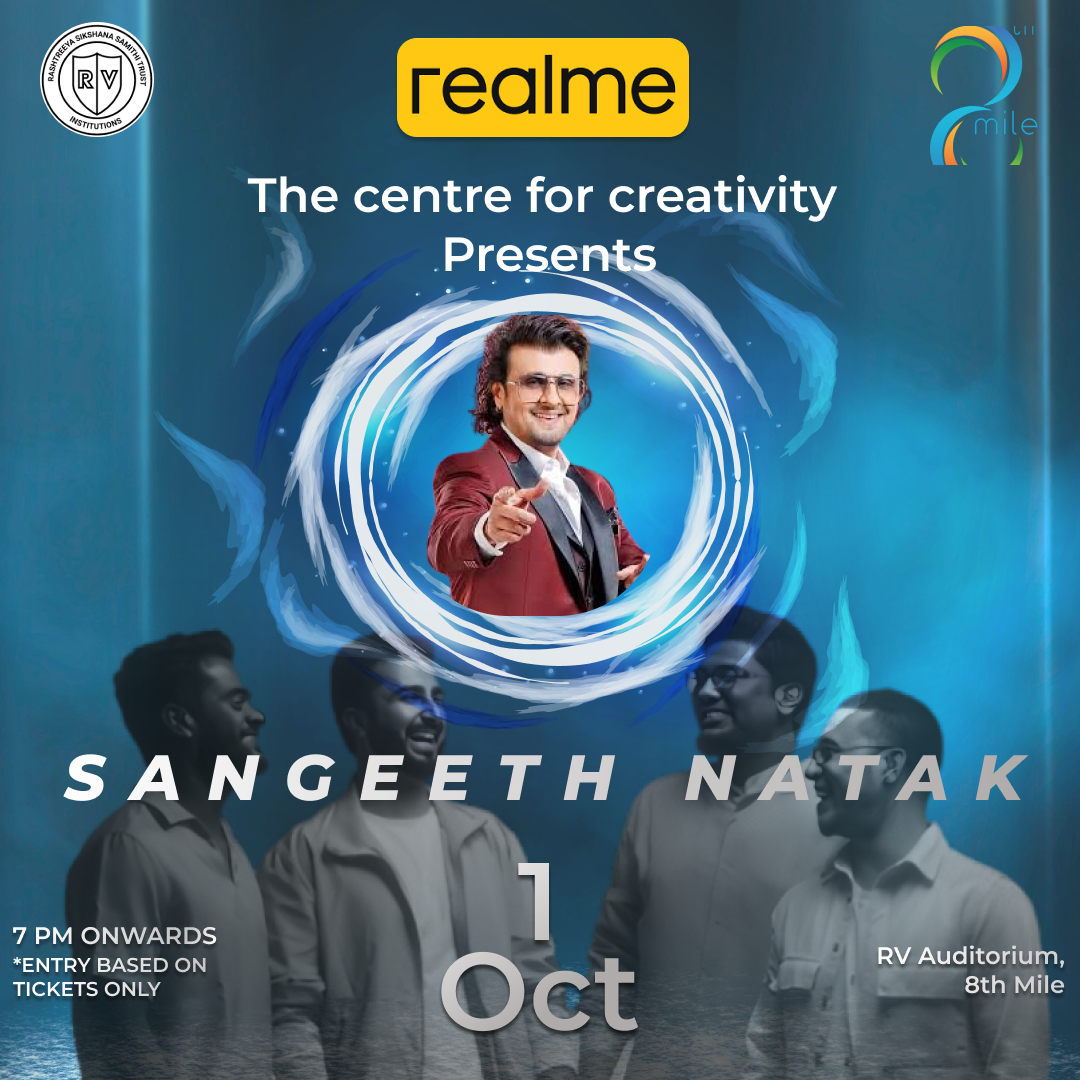 RASHTREEYA SIKSHANA SAMITHI TRUST
RV
INSTITUTIONS
realme
mile
The centre for creativity
Presents
SANGEETH NATAK
1
Oct
7 PM ONWARDS
*ENTRY BASED ON
TICKETS ONLY
RV Auditorium,
8th Mile